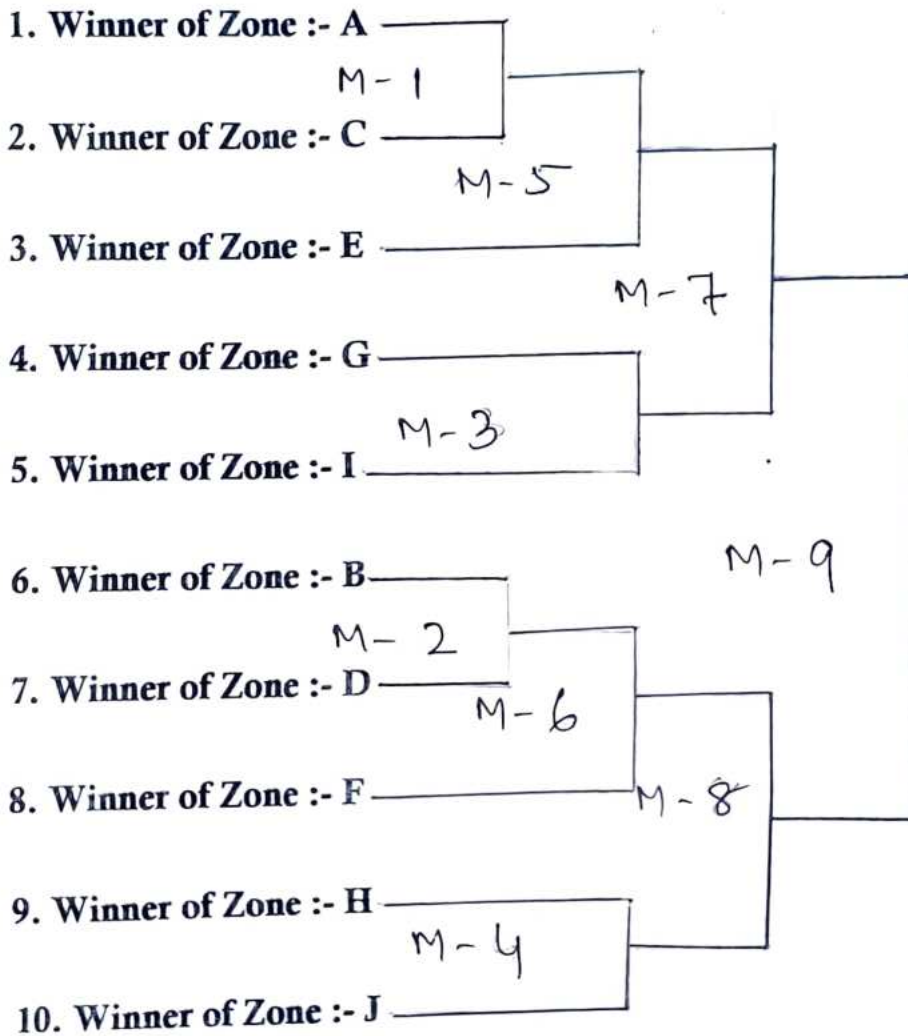 1. Winner of Zone :- A
M - 1
2. Winner of Zone :- C
M - 5
3. Winner of Zone :- E
M - 7
4. Winner of Zone :- G
M - 3
5. Winner of Zone :- I
M - 9
6. Winner of Zone :- B
M - 2
7. Winner of Zone :- D
M - 6
8. Winner of Zone :- F
M - 8
9. Winner of Zone :- H
M - 4
10. Winner of Zone :- J